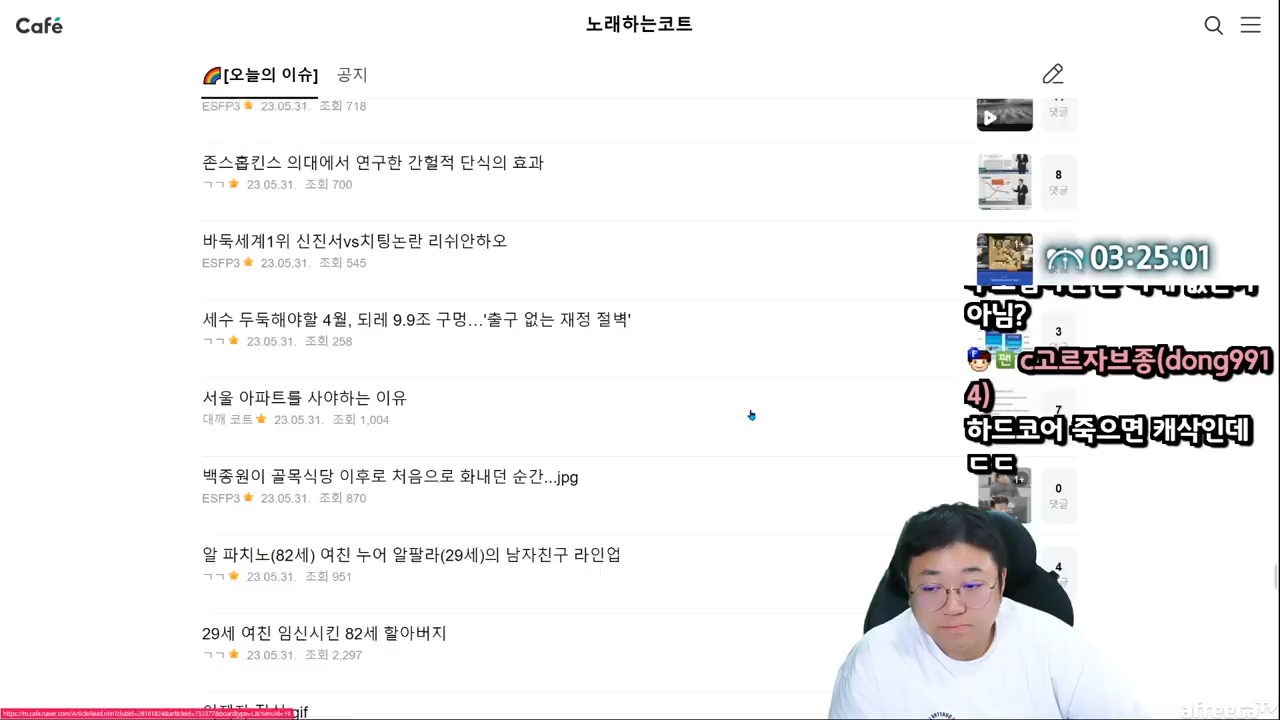 Café
노래하는코트
🌈[오늘의 이슈] 공지
ESFP3 23.05.31. 조회 718
댓글
존스홉킨스 의대에서 연구한 간헐적 단식의 효과
ㄱㄱ 23.05.31. 조회 700
8
댓글
바둑세계1위 신진서vs치팅논란 리쉬안하오
ESFP3 23.05.31. 조회 545
1+
03:25:01
아님?
세수 두둑해야할 4월, 되레 9.9조 구멍…'출구 없는 재정 절벽'
ㄱㄱ 23.05.31. 조회 258
3
F 팬 c고르자브종(dong991
4)
하드코어 죽으면 캐삭인데
ㄷㄷ
서울 아파트를 사야하는 이유
대깨 코트 23.05.31. 조회 1,004
7
백종원이 골목식당 이후로 처음으로 화내던 순간...jpg
ESFP3 23.05.31. 조회 870
1+
0
댓글
알 파치노(82세) 여친 누어 알팔라(29세)의 남자친구 라인업
ㄱㄱ 23.05.31. 조회 951
4
29세 여친 임신시킨 82세 할아버지
ㄱㄱ 23.05.31. 조회 2,297
gif
afreecaTV